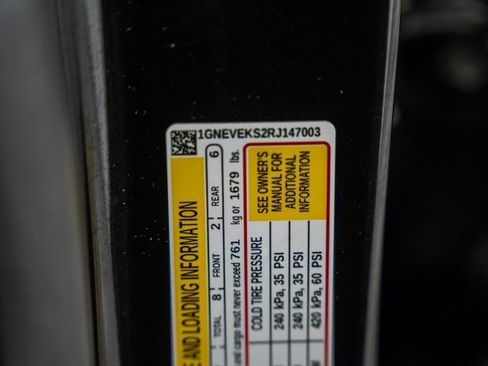 1GNEVEKS2RJ147003
AND LOADING INFORMATION
TOTAL 8 FRONT 2 REAR 6
and cargo must never exceed 761 kg or 1679 lbs.
COLD TIRE PRESSURE
240 kPa, 35 PSI
240 kPa, 35 PSI
420 kPa, 60 PSI
SEE OWNER'S
MANUAL FOR
ADDITIONAL
INFORMATION